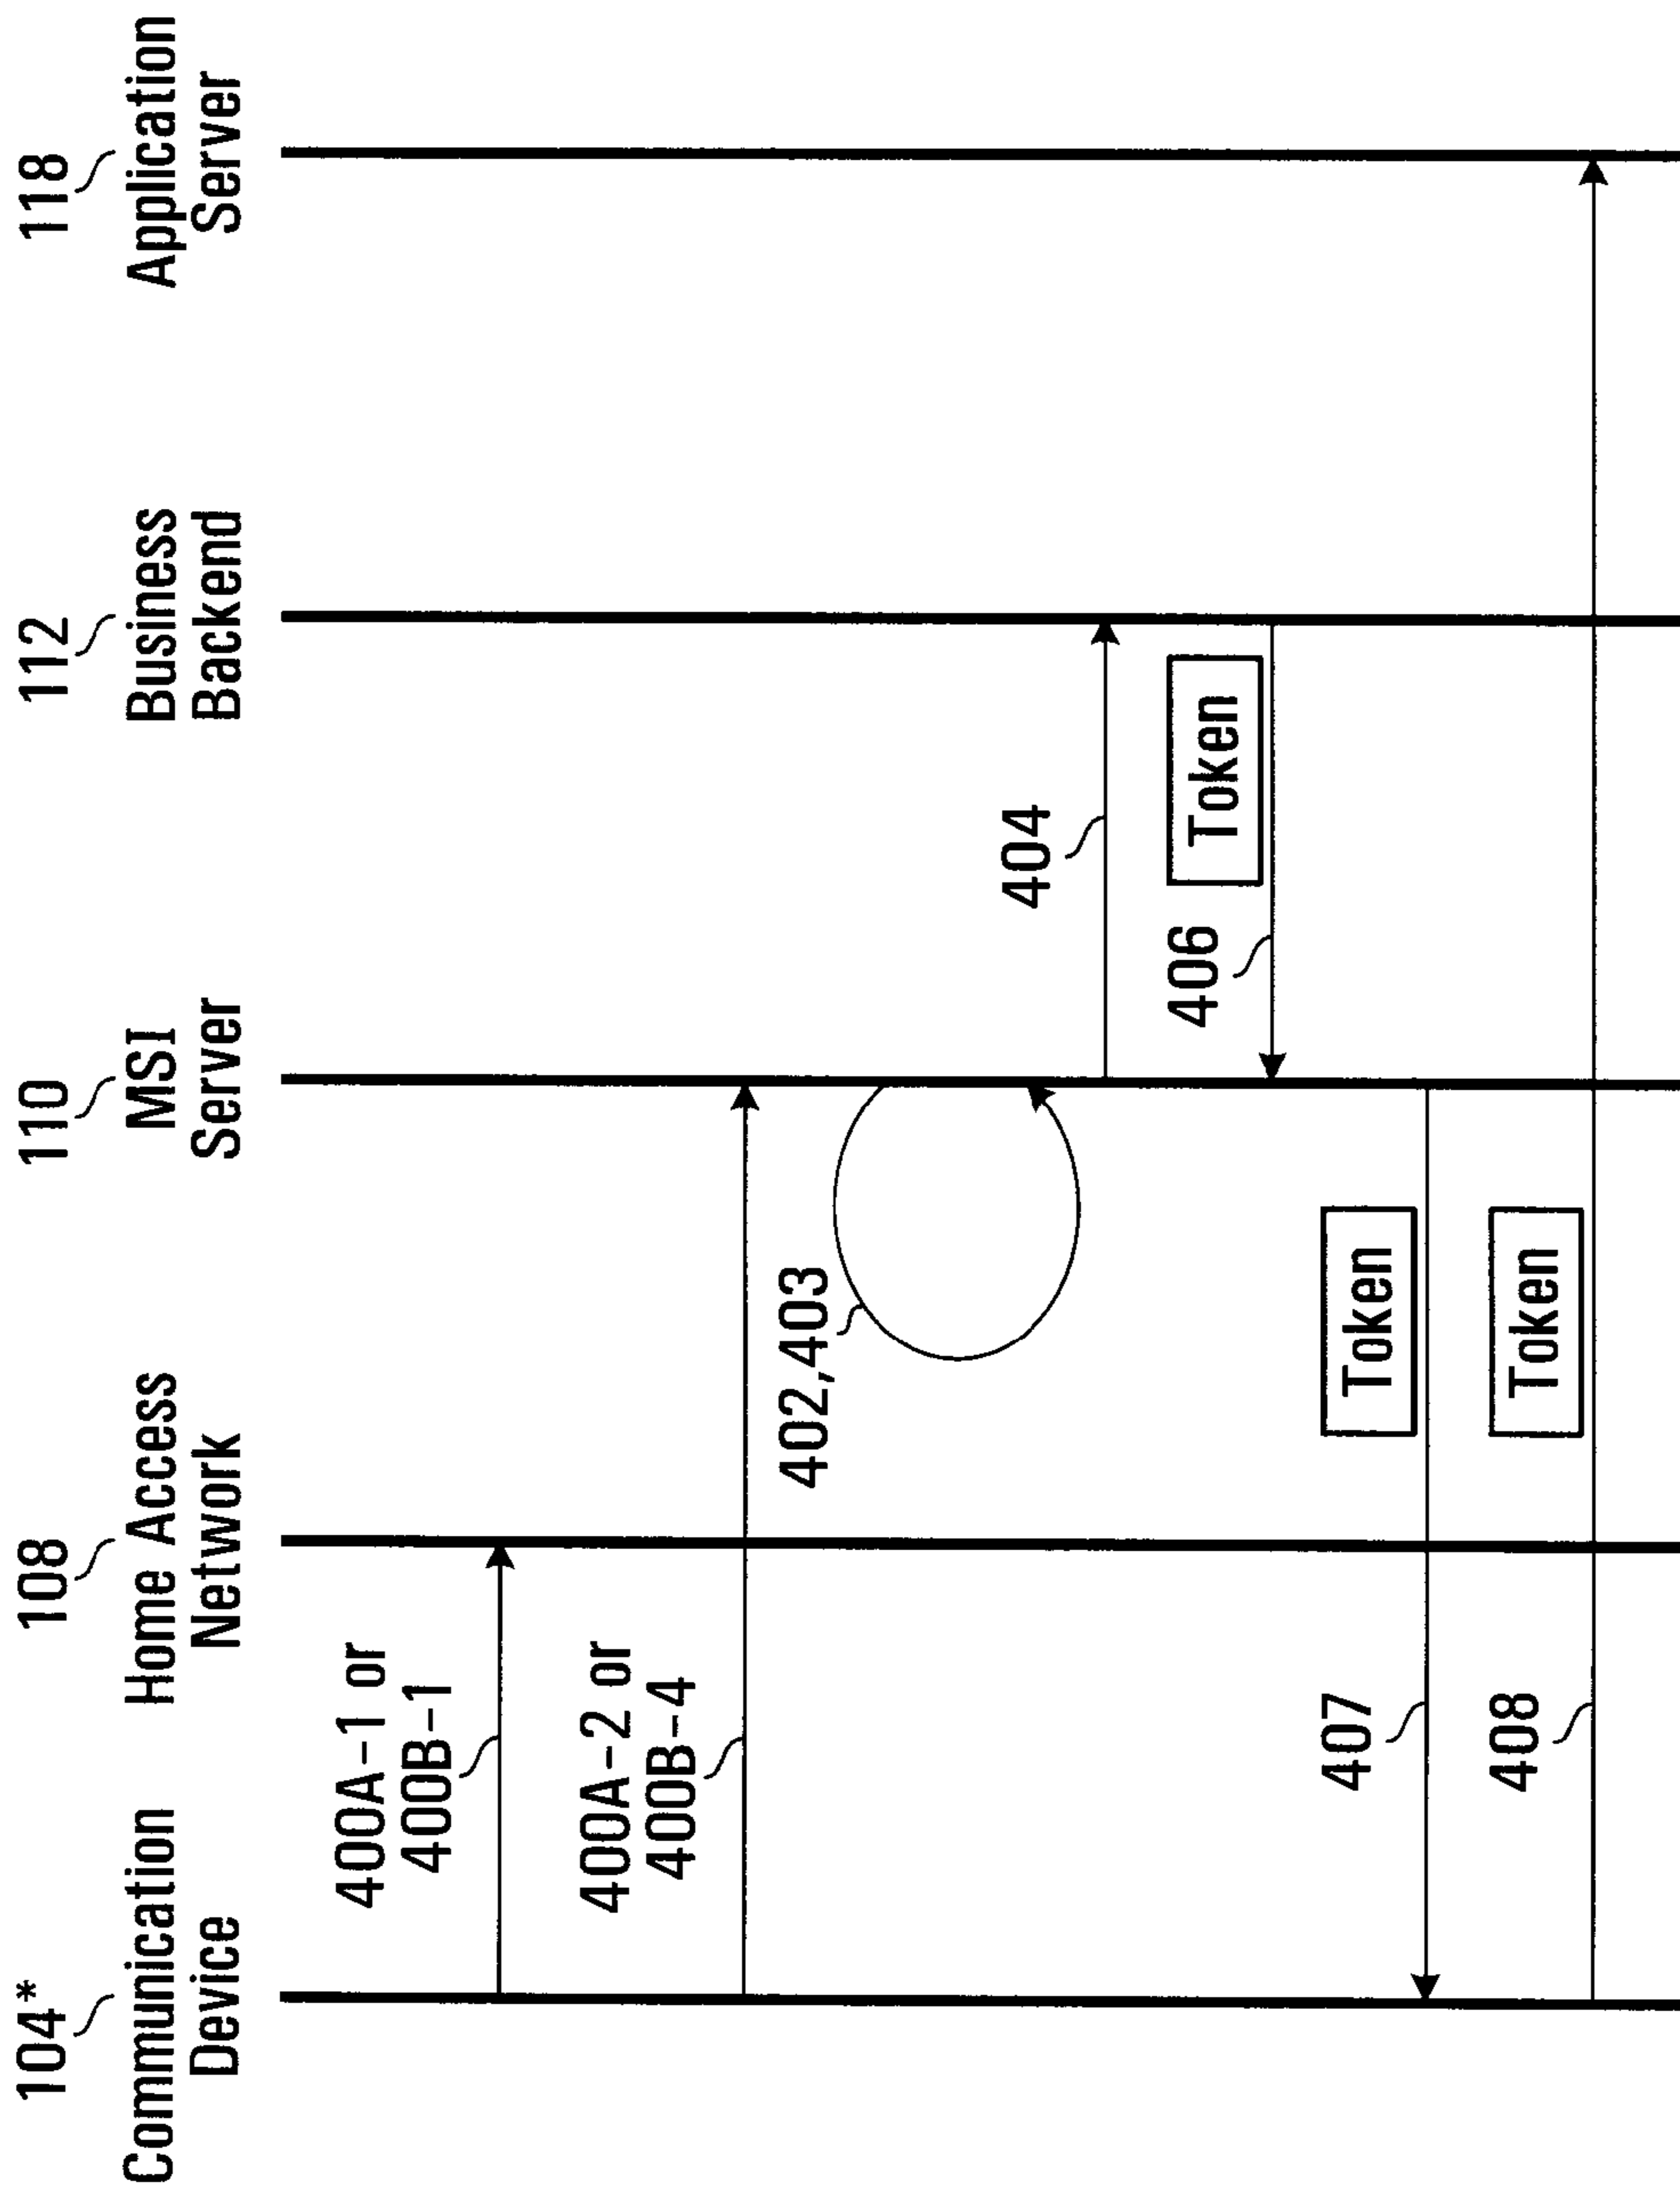 104*
Communication
Device
108
Home Access
Network
110
MSI
Server
112
Business
Backend
118
Application
Server
400A-1 or
400B-1
400A-2 or
400B-4
402,403
404
406
Token
407
Token
408
Token